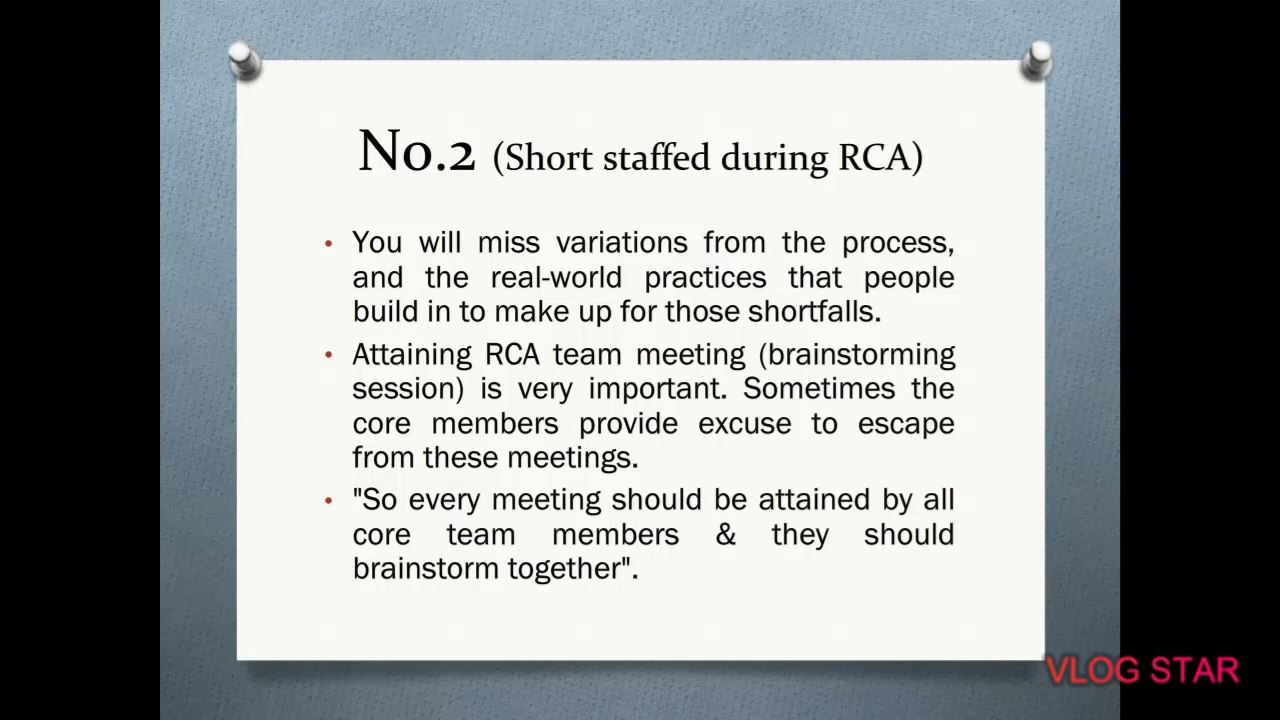 No.2 (Short staffed during RCA)
• You will miss variations from the process,
and the real-world practices that people
build in to make up for those shortfalls.
• Attaining RCA team meeting (brainstorming
session) is very important. Sometimes the
core members provide excuse to escape
from these meetings.
• "So every meeting should be attained by all
core team members & they should
brainstorm together".
VLOG STAR